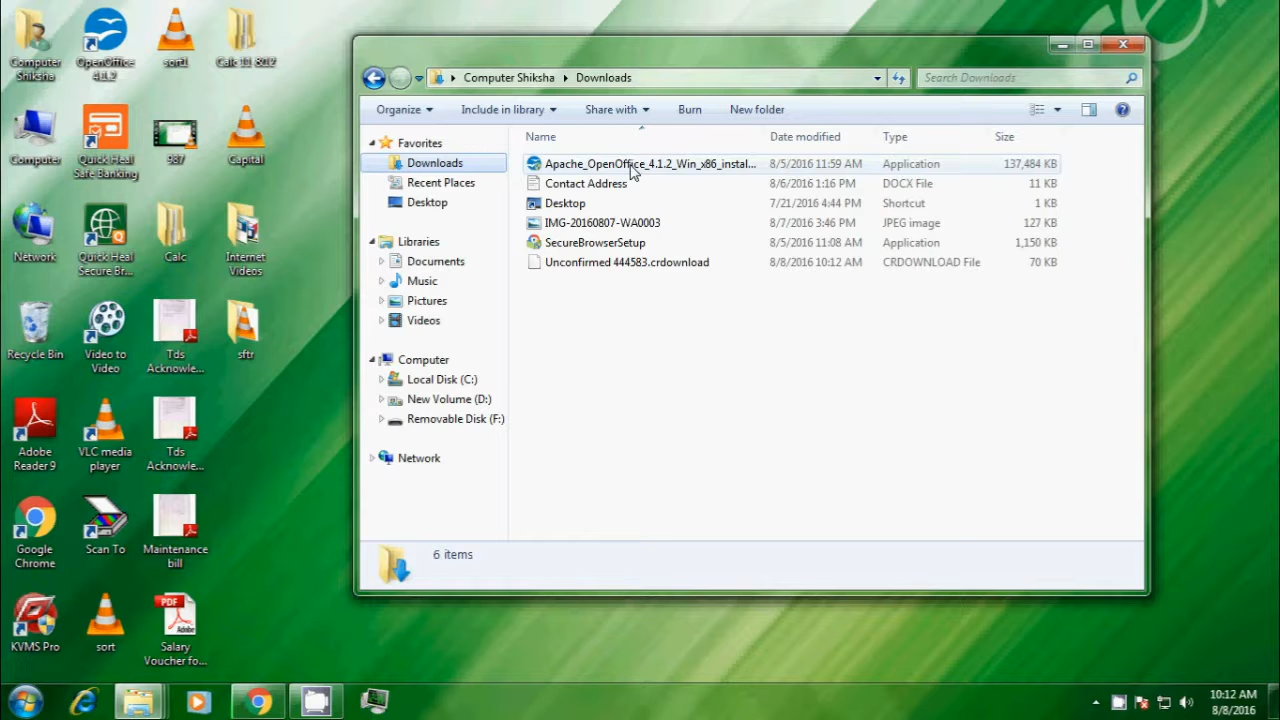 Computer Shiksha
OpenOffice 4.1.2
sort1
Calc 11 8012
Computer
Quick Heal Safe Banking
987
Capital
Network
Quick Heal Secure Br...
Calc
Internet Videos
Recycle Bin
Video to Video
Tds Acknowle...
sftr
Adobe Reader 9
VLC media player
Tds Acknowle...
Google Chrome
Scan To
Maintenance bill
KVMS Pro
sort
PDF
Adobe
Salary Voucher fo...
Computer Shiksha
Downloads
Search Downloads
Organize
Include in library
Share with
Burn
New folder
Favorites
Downloads
Recent Places
Desktop
Libraries
Documents
Music
Pictures
Videos
Computer
Local Disk (C:)
New Volume (D:)
Removable Disk (F:)
Network
Name Date modified Type Size
Apache_OpenOffice_4.1.2_Win_x86_instal... 8/5/2016 11:59 AM Application 137,484 KB
Contact Address 8/6/2016 1:16 PM DOCX File 11 KB
Desktop 7/21/2016 4:44 PM Shortcut 1 KB
IMG-20160807-WA0003 8/7/2016 3:46 PM JPEG image 127 KB
SecureBrowserSetup 8/5/2016 11:08 AM Application 1,150 KB
Unconfirmed 444583.crdownload 8/8/2016 10:12 AM CRDOWNLOAD File 70 KB
6 items
10:12 AM
8/8/2016